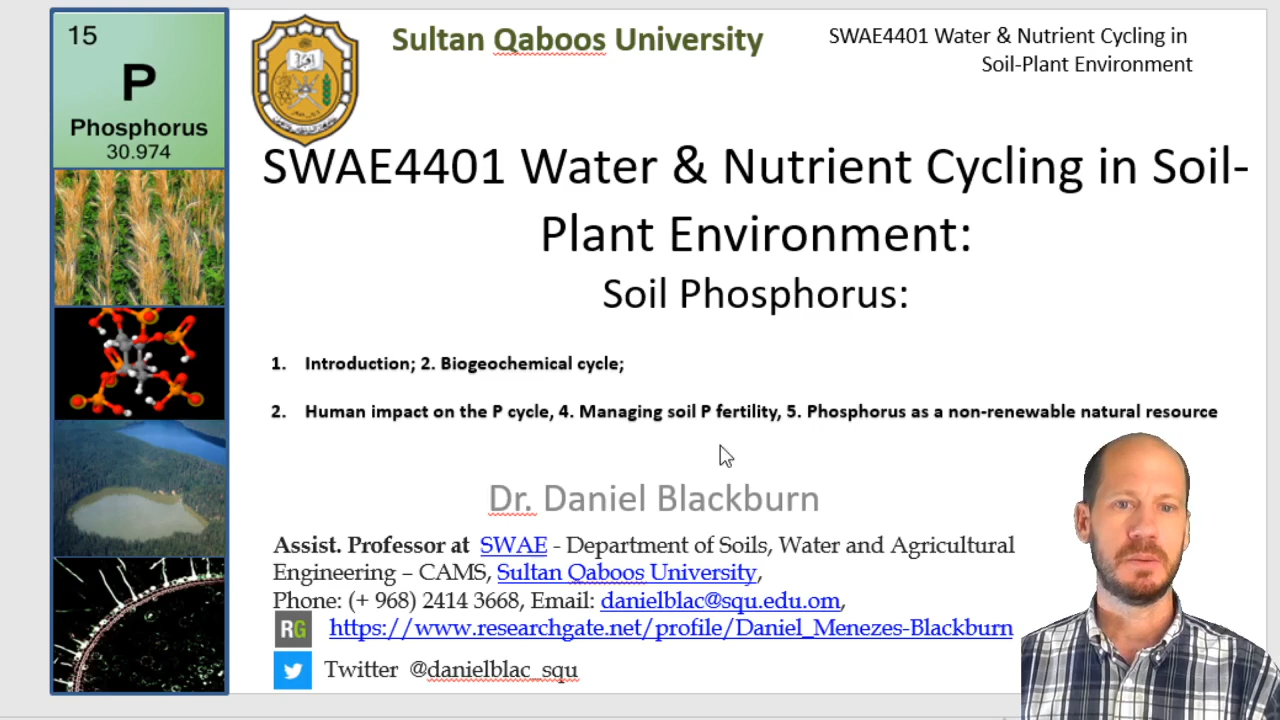 15
P
Phosphorus
30.974
Sultan Qaboos University
SWAE4401 Water & Nutrient Cycling in
Soil-Plant Environment
SWAE4401 Water & Nutrient Cycling in Soil-
Plant Environment:
Soil Phosphorus:
1. Introduction; 2. Biogeochemical cycle;
2. Human impact on the P cycle, 4. Managing soil P fertility, 5. Phosphorus as a non-renewable natural resource
Dr. Daniel Blackburn
Assist. Professor at SWAE - Department of Soils, Water and Agricultural
Engineering – CAMS, Sultan Qaboos University,
Phone: (+ 968) 2414 3668, Email: danielblac@squ.edu.om,
RG https://www.researchgate.net/profile/Daniel_Menezes-Blackburn
Twitter @danielblac_squ